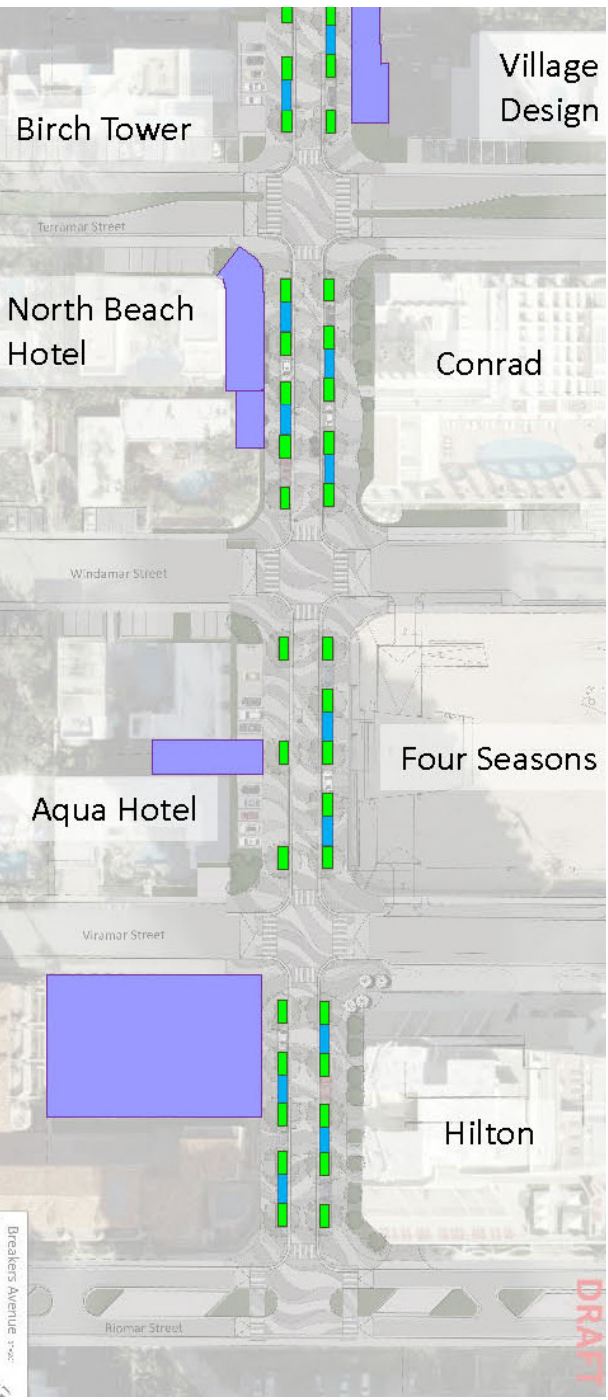 Village
Design
Birch Tower
Terramar Street
North Beach
Hotel
Conrad
Windamar Street
Four Seasons
Aqua Hotel
Viramar Street
Hilton
Breakers Avenue
DRAFT
Riomar Street